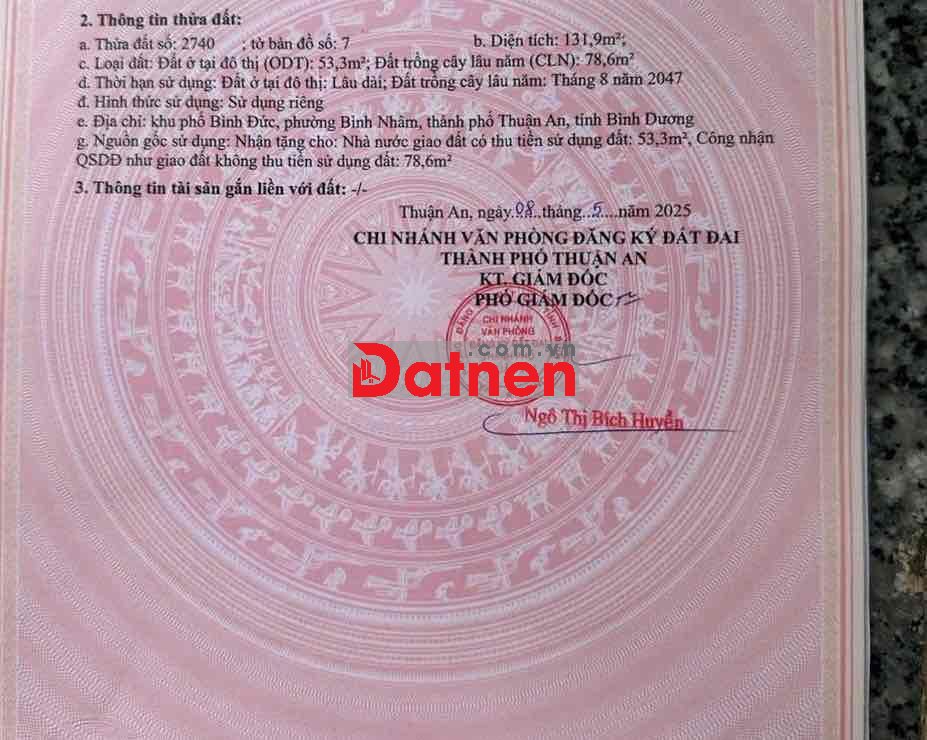 2. Thông tin thửa đất:
a. Thửa đất số: 2740 ; tờ bản đồ số: 7 b. Diện tích: 131,9m²;
c. Loại đất: Đất ở tại đô thị (ODT): 53,3m²; Đất trồng cây lâu năm (CLN): 78,6m²
d. Thời hạn sử dụng: Đất ở tại đô thị: Lâu dài; Đất trồng cây lâu năm: Tháng 8 năm 2047
đ. Hình thức sử dụng: Sử dụng riêng
e. Địa chỉ: khu phố Bình Đức, phường Bình Nhâm, thành phố Thuận An, tỉnh Bình Dương
g. Nguồn gốc sử dụng: Nhận tặng cho: Nhà nước giao đất có thu tiền sử dụng đất: 53,3m², Công nhận
QSDĐ như giao đất không thu tiền sử dụng đất: 78,6m²
3. Thông tin tài sản gắn liền với đất: -/-
Thuận An, ngày.08..tháng..5....năm 2025
CHI NHÁNH VĂN PHÒNG ĐĂNG KÝ ĐẤT ĐAI
THÀNH PHỐ THUẬN AN
KT. GIÁM ĐỐC
PHÓ GIÁM ĐỐC
CHI NHÁNH
VĂN PHÒNG
.com.vn
Datnen
Ngô Thị Bích Huyền